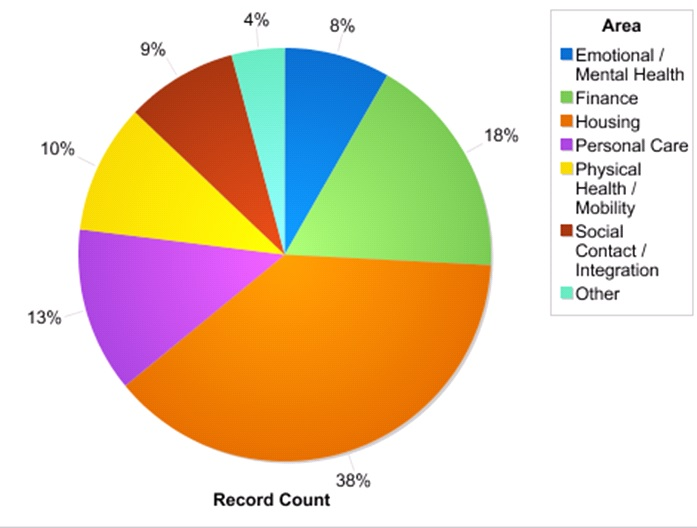 4%
8%
9%
18%
10%
13%
38%
Record Count
Area
Emotional /
Mental Health
Finance
Housing
Personal Care
Physical
Health /
Mobility
Social
Contact /
Integration
Other